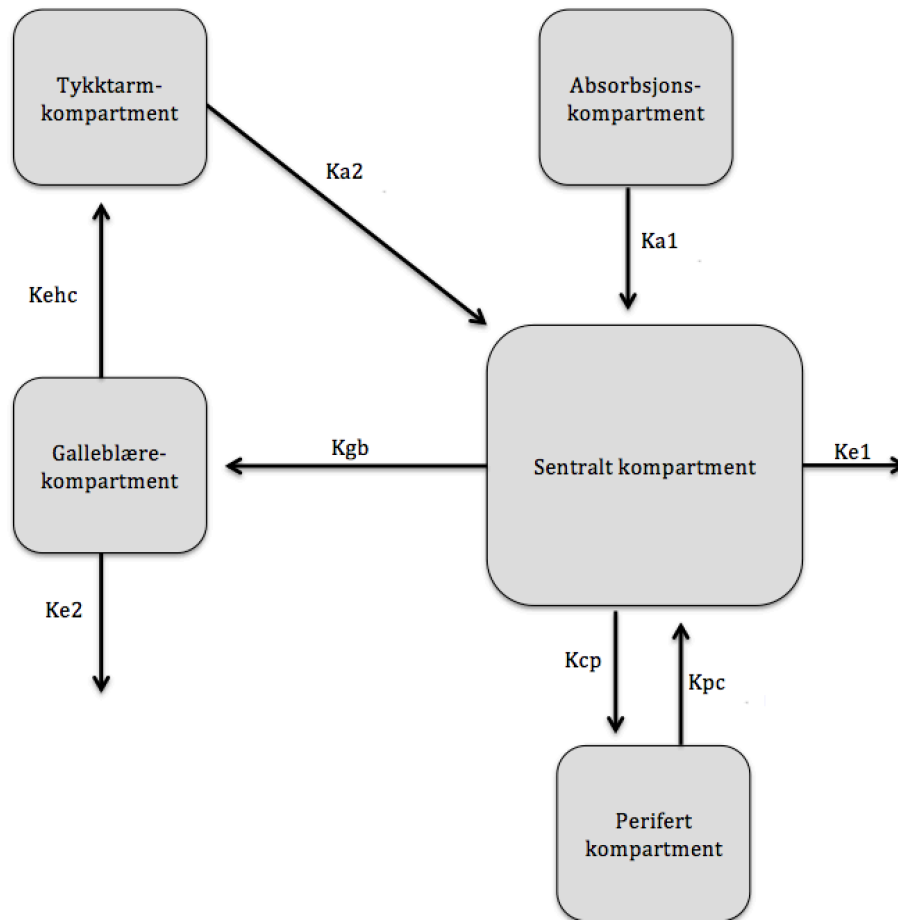 Tykktarm-
kompartment
Absorbsjons-
kompartment
Ka2
Ka1
Kehc
Galleblære-
kompartment
Kgb
Sentralt kompartment
Ke1
Ke2
Kcp
Kpc
Perifert
kompartment